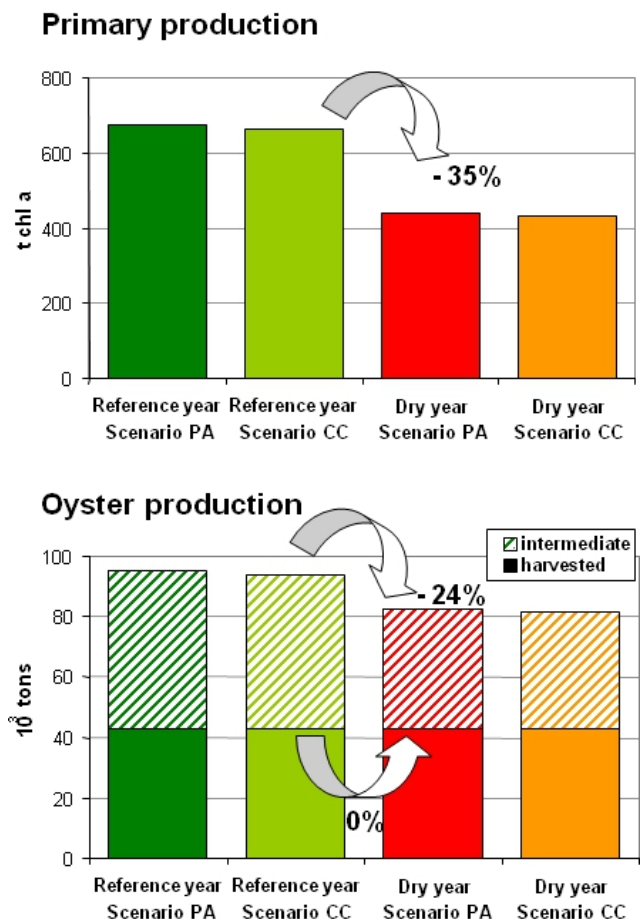 Primary production
800
600
400
200
0
t chl a
- 35%
Reference year Reference year Dry year Dry year
Scenario PA Scenario CC Scenario PA Scenario CC
Oyster production
intermediate
harvested
100
80
60
40
20
0
10³ tons
- 24%
0%
Reference year Reference year Dry year Dry year
Scenario PA Scenario CC Scenario PA Scenario CC